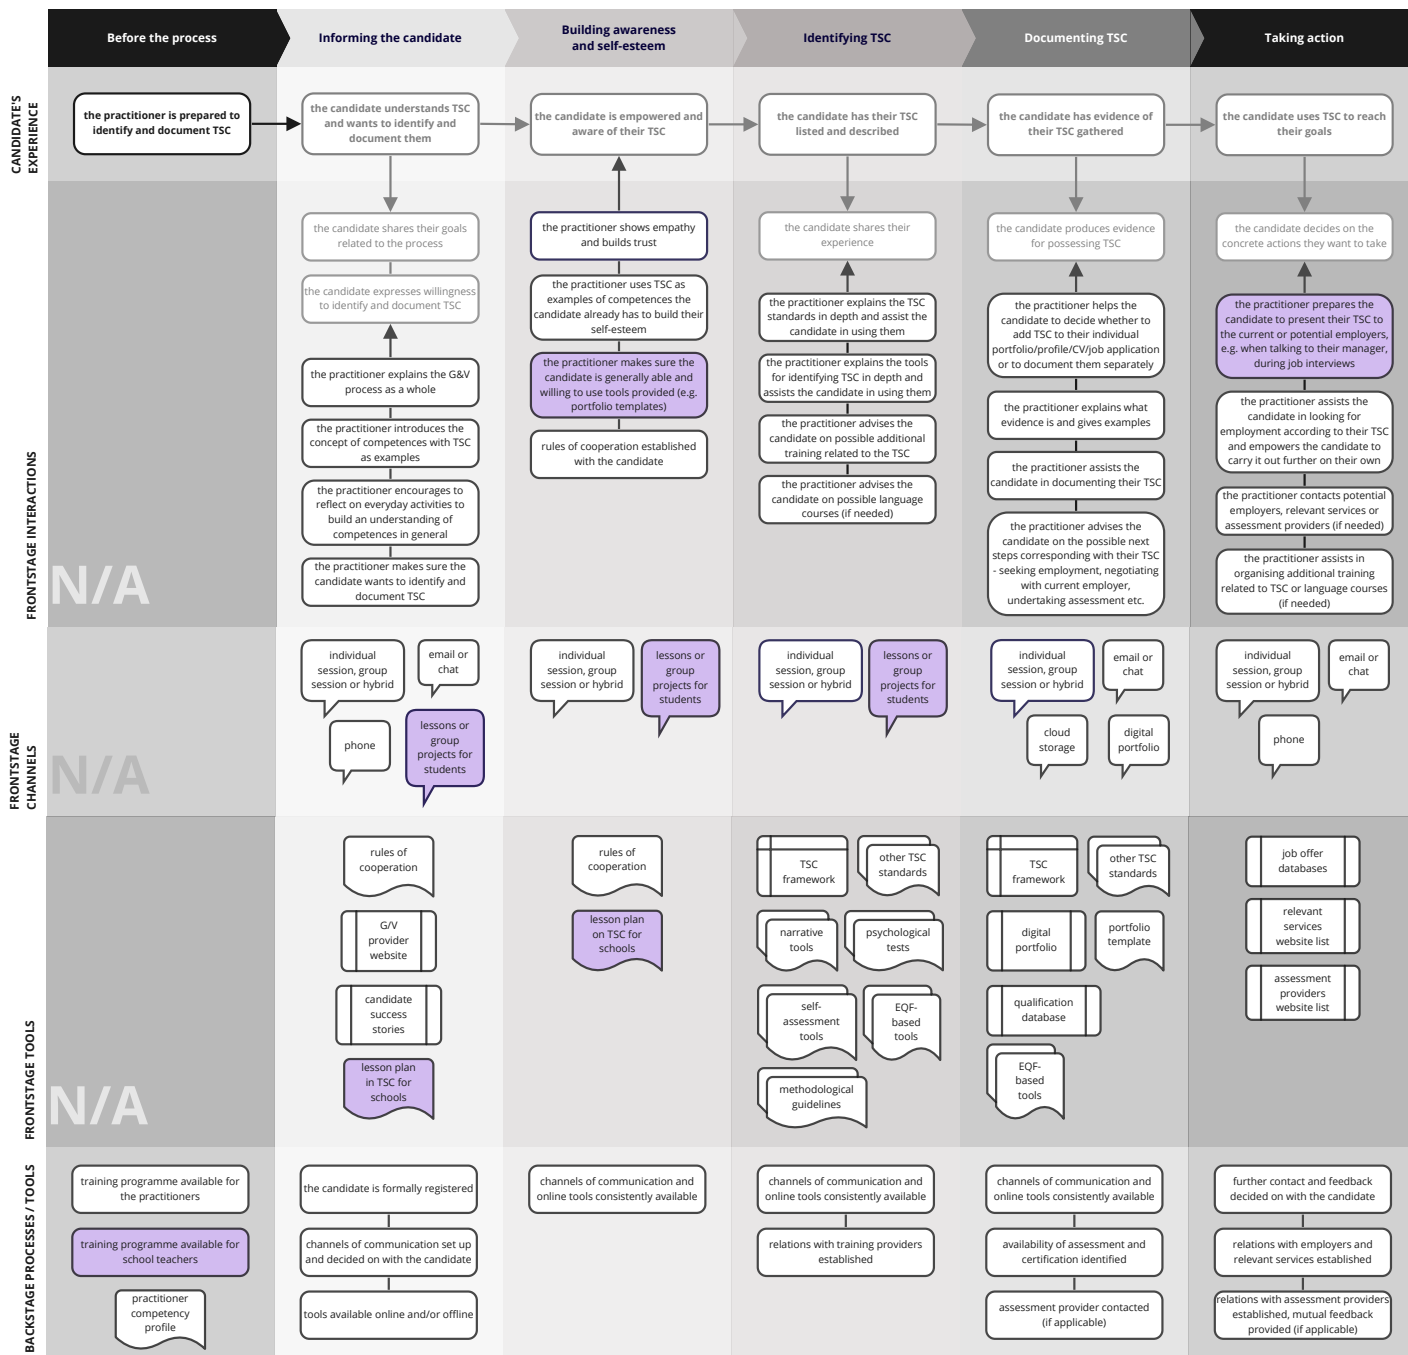 Before the process
Informing the candidate
Building awareness
and self-esteem
Identifying TSC
Documenting TSC
Taking action
CANDIDATE'S
EXPERIENCE
the practitioner is prepared to
identify and document TSC
the candidate understands TSC
and wants to identify and
document them
the candidate is empowered and
aware of their TSC
the candidate has their TSC
listed and described
the candidate has evidence of
their TSC gathered
the candidate uses TSC to reach
their goals
FRONTSTAGE INTERACTIONS
N/A
the candidate shares their goals
related to the process
the candidate expresses willingness
to identify and document TSC
the practitioner explains the G&V
process as a whole
the practitioner introduces the
concept of competences with TSC
as examples
the practitioner encourages to
reflect on everyday activities to
build an understanding of
competences in general
the practitioner makes sure the
candidate wants to identify and
document TSC
the practitioner shows empathy
and builds trust
the practitioner uses TSC as
examples of competences the
candidate already has to build their
self-esteem
the practitioner makes sure the
candidate is generally able and
willing to use tools provided (e.g.
portfolio templates)
rules of cooperation established
with the candidate
the candidate shares their
experience
the practitioner explains the TSC
standards in depth and assist the
candidate in using them
the practitioner explains the tools
for identifying TSC in depth and
assists the candidate in using them
the practitioner advises the
candidate on possible additional
training related to the TSC
the practitioner advises the
candidate on possible language
courses (if needed)
the candidate produces evidence
for possessing TSC
the practitioner helps the
candidate to decide whether to
add TSC to their individual
portfolio/profile/CV/job application
or to document them separately
the practitioner explains what
evidence is and gives examples
the practitioner assists the
candidate in documenting their TSC
the practitioner advises the
candidate on the possible next
steps corresponding with their TSC
- seeking employment, negotiating
with current employer,
undertaking assessment etc.
the candidate decides on the
concrete actions they want to take
the practitioner prepares the
candidate to present their TSC to
the current or potential employers,
e.g. when talking to their manager,
during job interviews
the practitioner assists the
candidate in looking for
employment according to their TSC
and empowers the candidate to
carry it out further on their own
the practitioner contacts potential
employers, relevant services or
assessment providers (if needed)
the practitioner assists in
organising additional training
related to TSC or language courses
(if needed)
FRONTSTAGE
CHANNELS
N/A
individual
session, group
session or hybrid
email or
chat
phone
lessons or
group
projects for
students
individual
session, group
session or hybrid
lessons or
group
projects for
students
individual
session, group
session or hybrid
lessons or
group
projects for
students
individual
session, group
session or hybrid
email or
chat
cloud
storage
digital
portfolio
individual
session, group
session or hybrid
email or
chat
phone
FRONTSTAGE TOOLS
N/A
rules of
cooperation
G/V
provider
website
candidate
success
stories
lesson plan
in TSC for
schools
rules of
cooperation
lesson plan
on TSC for
schools
TSC
framework
other TSC
standards
narrative
tools
psychological
tests
self-
assessment
tools
EQF-
based
tools
methodological
guidelines
TSC
framework
other TSC
standards
digital
portfolio
portfolio
template
qualification
database
EQF-
based
tools
job offer
databases
relevant
services
website list
assessment
providers
website list
BACKSTAGE PROCESSES / TOOLS
training programme available for
the practitioners
training programme available for
school teachers
practitioner
competency
profile
the candidate is formally registered
channels of communication set up
and decided on with the candidate
tools available online and/or offline
channels of communication and
online tools consistently available
channels of communication and
online tools consistently available
relations with training providers
established
channels of communication and
online tools consistently available
availability of assessment and
certification identified
assessment provider contacted
(if applicable)
further contact and feedback
decided on with the candidate
relations with employers and
relevant services established
relations with assessment providers
established, mutual feedback
provided (if applicable)